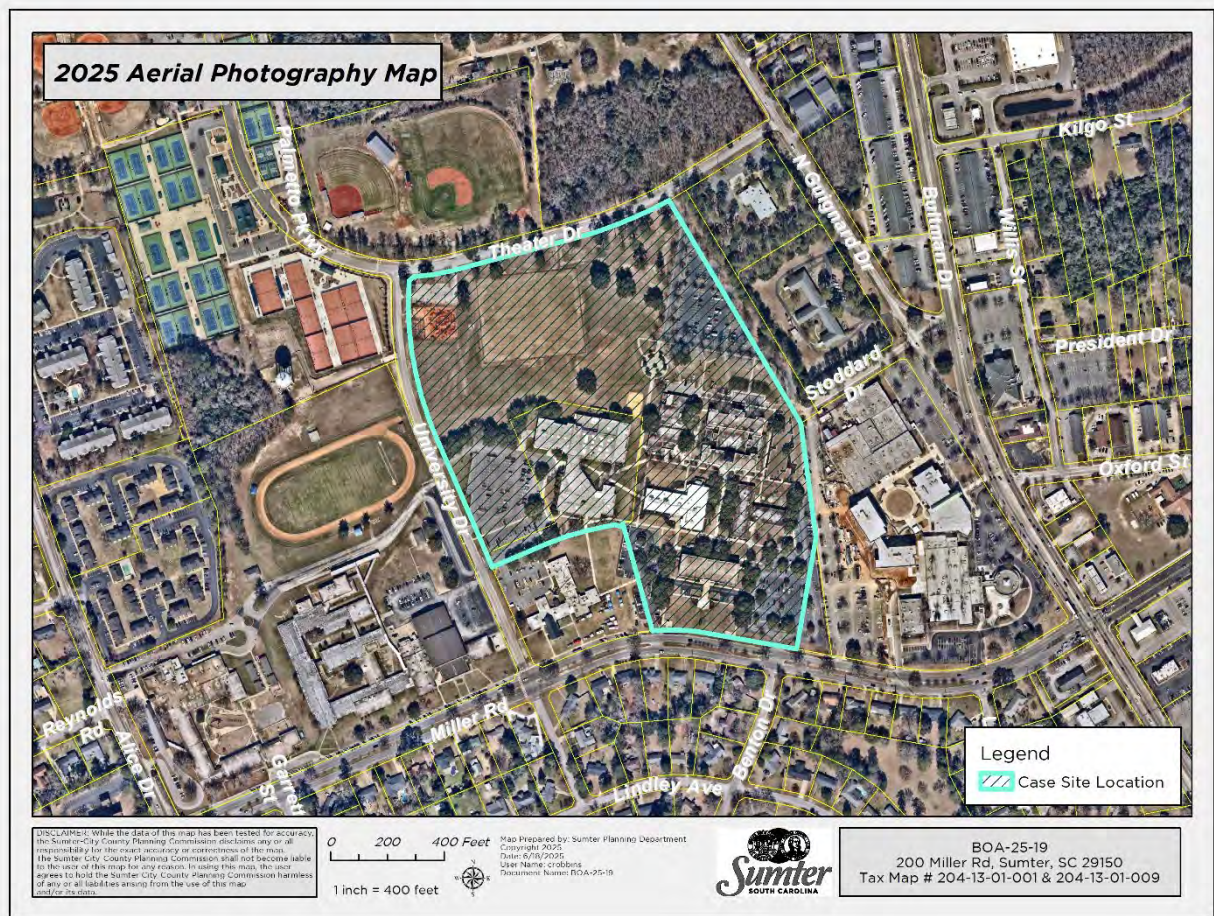 2025 Aerial Photography Map
Palmetto Pkwy
Theater Dr
N Guignard Dr
Bultman Dr
Kilgo St
Willis St
President Dr
Stoddard
Dr
Oxford St
University Dr
Miller Rd
Reynolds
Rd
Alice Dr
Garrett
St
Benton Dr
Lindley Ave
Legend
Case Site Location
DISCLAIMER: While the data of this map has been tested for accuracy,
the Sumter-City County Planning Commission disclaims any or all
responsibility for the exact accuracy or correctness of the map.
The Sumter City County Planning Commission shall not become liable
to the user of this map for any reason. In using this map, the user
agrees to hold the Sumter City County Planning Commission harmless
of any or all liabilities arising from the use of this map
and/or its data.
0 200 400 Feet
1 inch = 400 feet
Map Prepared by: Sumter Planning Department
Copyright 2025
Date: 6/18/2025
User Name: crobbins
Document Name: BOA-25-19
Sumter
SOUTH CAROLINA
BOA-25-19
200 Miller Rd, Sumter, SC 29150
Tax Map # 204-13-01-001 & 204-13-01-009